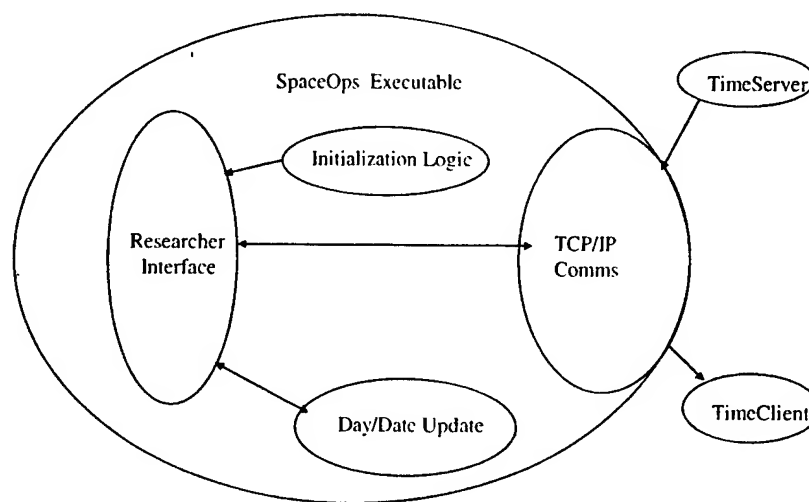 SpaceOps Executable
TimeServer
Initialization Logic
Researcher
Interface
TCP/IP
Comms
Day/Date Update
TimeClient